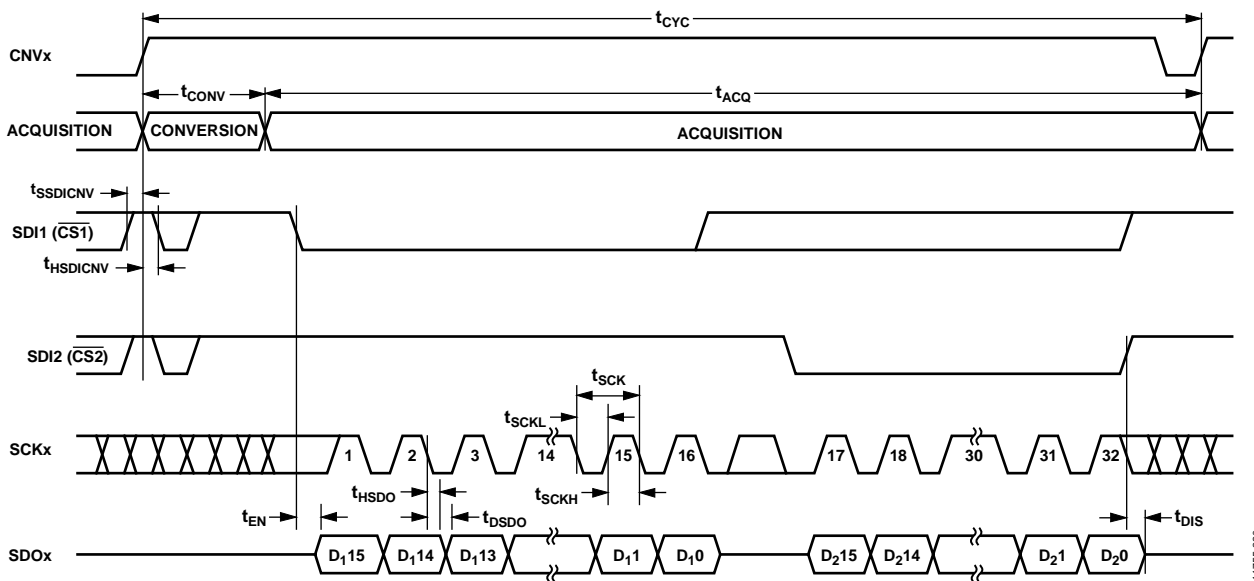 tCYC
CNVx
tCONV
tACQ
ACQUISITION
CONVERSION
ACQUISITION
tSSDICNV
SDI1 (CS1)
tHSDICNV
SDI2 (CS2)
tSCK
tSCKL
SCKx
1
2
3
14
15
16
17
18
30
31
32
tHSDO
tSCKH
tEN
tDSDO
tDIS
SDOx
D115
D114
D113
D11
D10
D215
D214
D21
D20